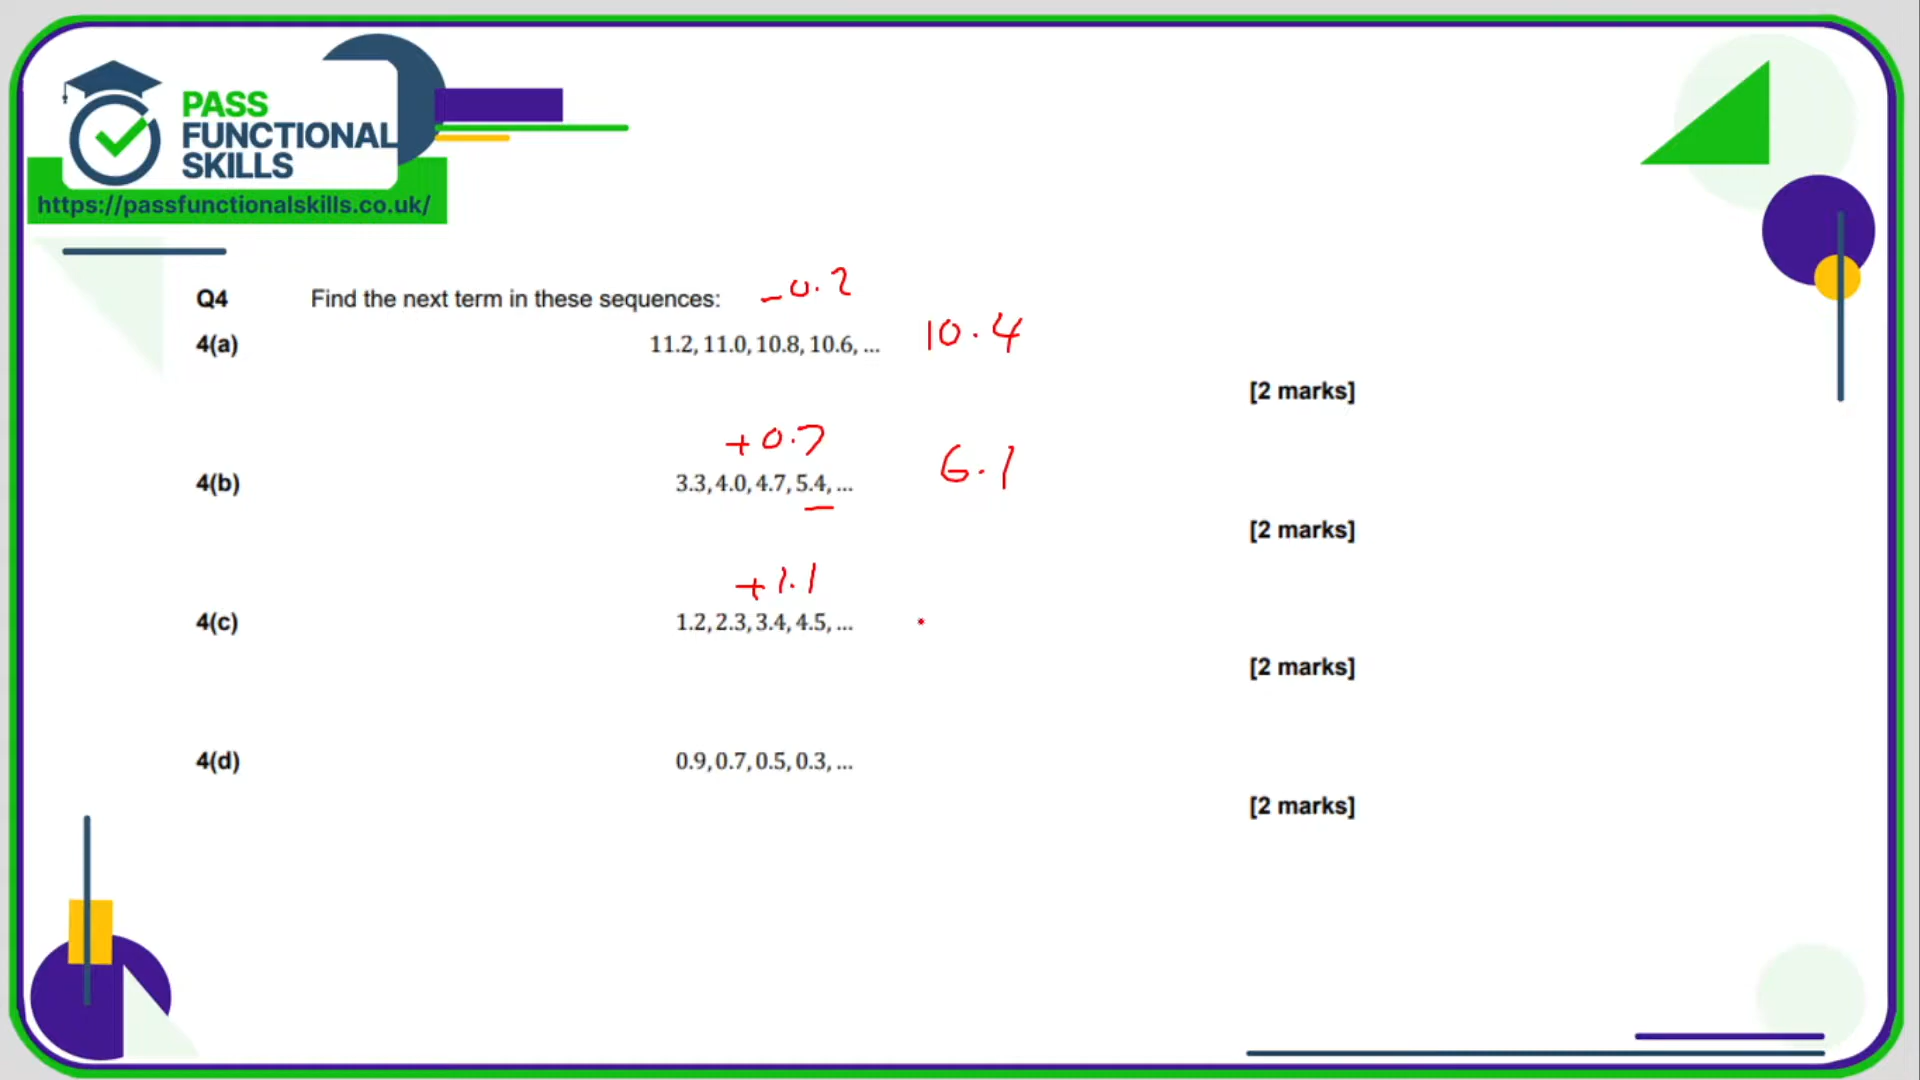 PASS
FUNCTIONAL
SKILLS
https://passfunctionalskills.co.uk/
Q4 Find the next term in these sequences: -0.2
4(a) 11.2, 11.0, 10.8, 10.6, ... 10.4
[2 marks]
+0.7
4(b) 3.3, 4.0, 4.7, 5.4, ... 6.1
[2 marks]
+1.1
4(c) 1.2, 2.3, 3.4, 4.5, ...
[2 marks]
4(d) 0.9, 0.7, 0.5, 0.3, ...
[2 marks]